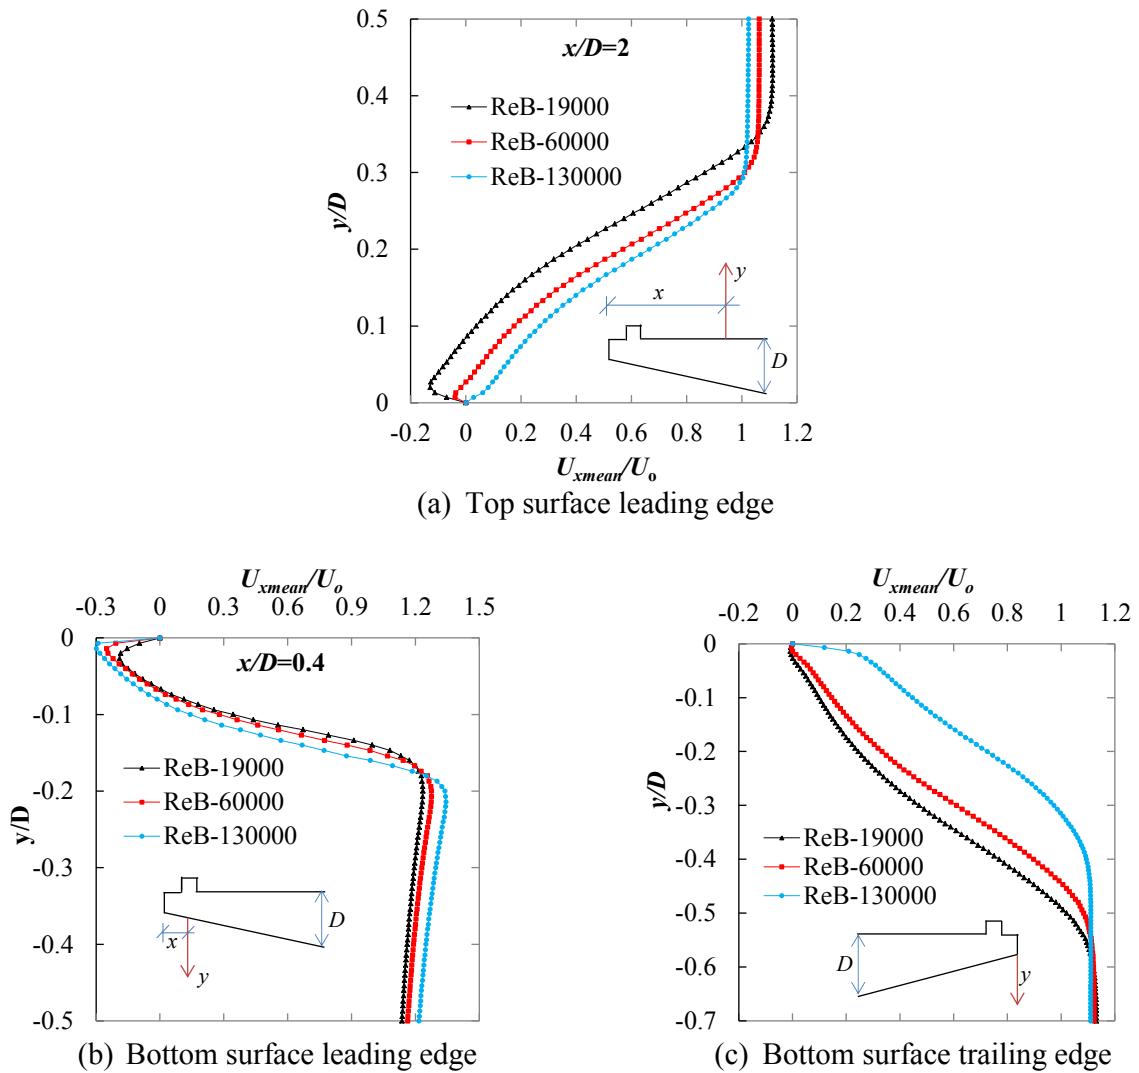 0.5
x/D=2
0.4
ReB-19000
ReB-60000
0.3
ReB-130000
y/D
0.2
y
x
0.1
D
0
-0.2 0 0.2 0.4 0.6 0.8 1 1.2
Uxmean/Uo
(a) Top surface leading edge
Uxmean/Uo
-0.3 0 0.3 0.6 0.9 1.2 1.5
0
x/D=0.4
-0.1
ReB-19000
-0.2
ReB-60000
y/D
ReB-130000
-0.3
D
x
-0.4
y
-0.5
(b) Bottom surface leading edge
Uxmean/Uo
-0.2 0 0.2 0.4 0.6 0.8 1 1.2
0
-0.1
-0.2
y/D
-0.3
ReB-19000
-0.4
ReB-60000
ReB-130000
-0.5
D
-0.6
y
-0.7
(c) Bottom surface trailing edge